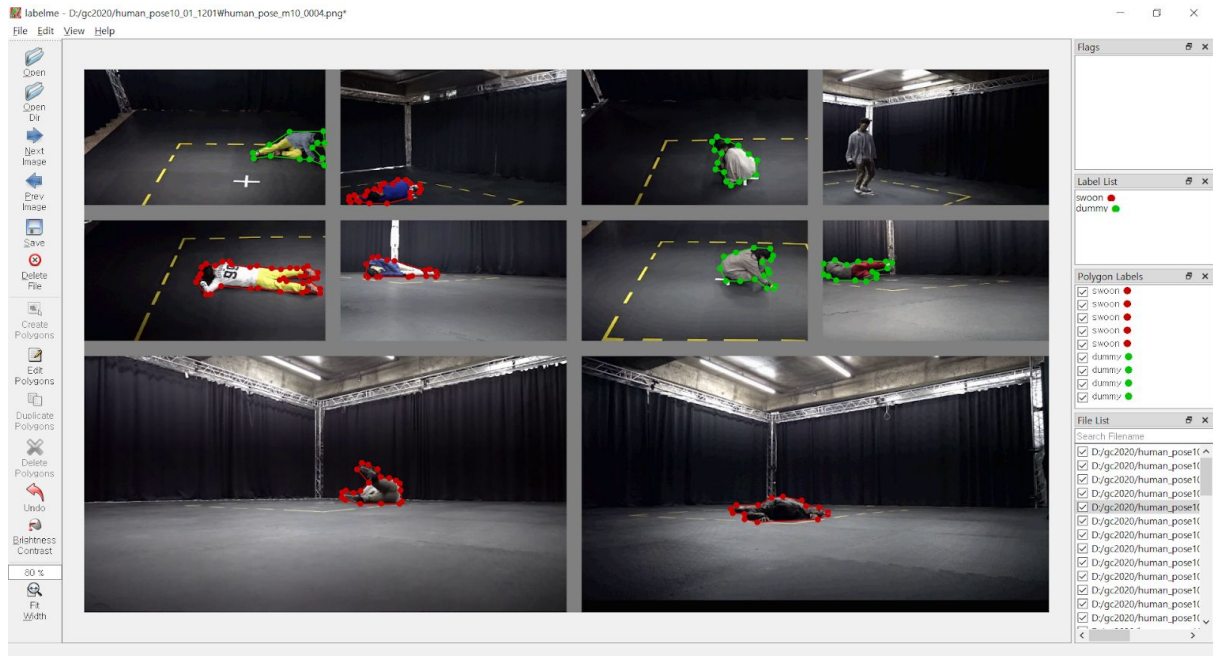 labelme - D:/gc2020/human_pose10_01_1201₩human_pose_m10_0004.png*
File Edit View Help
Open
Open
Dir
Next
Image
Prev
Image
Save
Delete
File
Create
Polygons
Edit
Polygons
Duplicate
Polygons
Delete
Polygons
Undo
Brightness
Contrast
80 %
Fit
Width
99
Flags
Label List
swoon
dummy
Polygon Labels
swoon
swoon
swoon
swoon
swoon
dummy
dummy
dummy
dummy
File List
Search Filename
D:/gc2020/human_pose1(
D:/gc2020/human_pose1(
D:/gc2020/human_pose1(
D:/gc2020/human_pose1(
D:/gc2020/human_pose1(
D:/gc2020/human_pose1(
D:/gc2020/human_pose1(
D:/gc2020/human_pose1(
D:/gc2020/human_pose1(
D:/gc2020/human_pose1(
D:/gc2020/human_pose1(
D:/gc2020/human_pose1(
D:/gc2020/human_pose1(